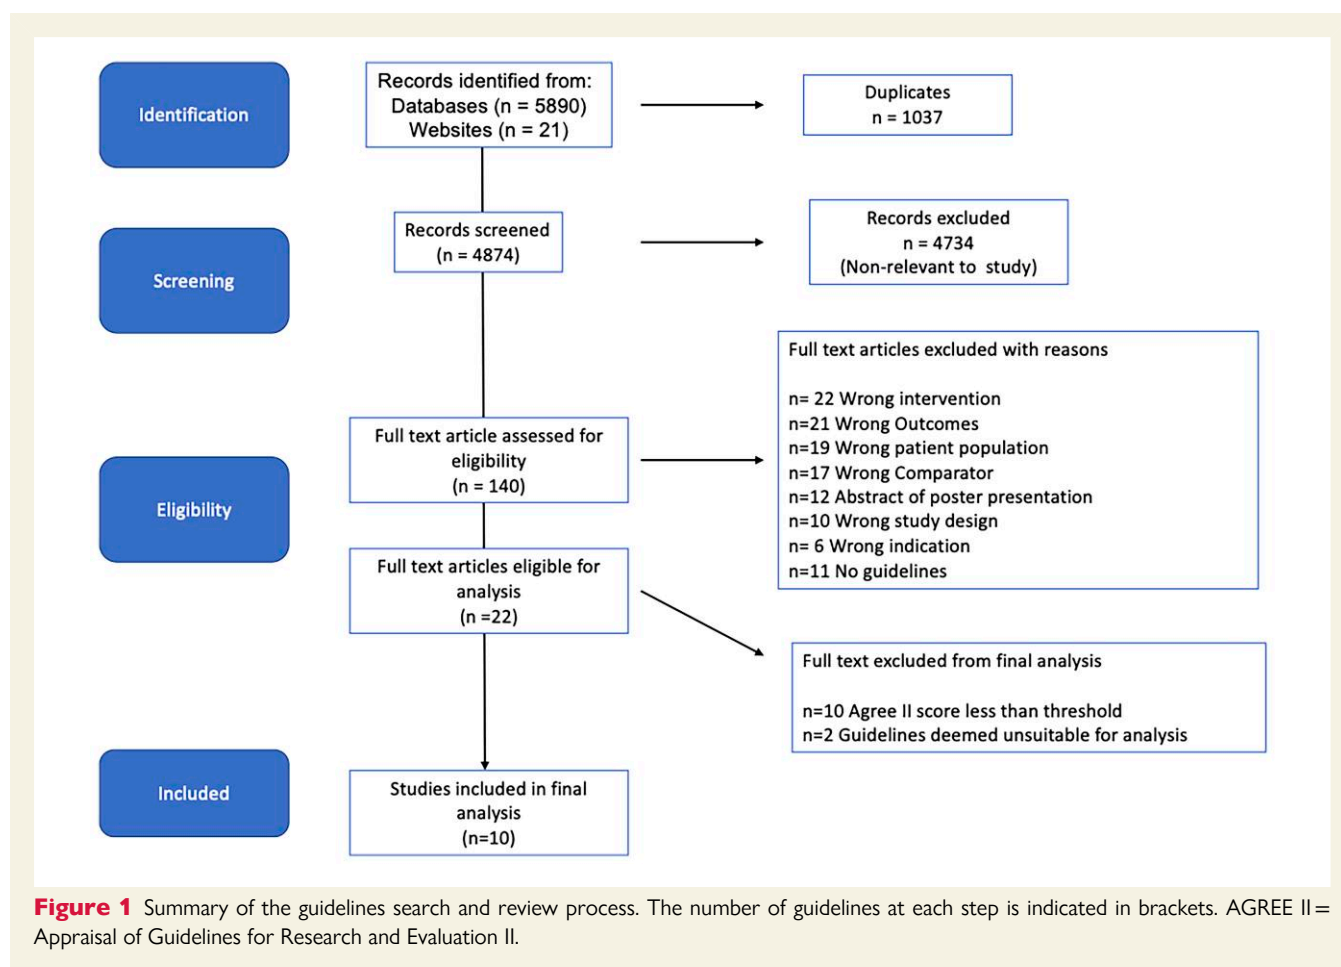 Identification
Records identified from:
Databases (n = 5890)
Websites (n = 21)
Duplicates
n = 1037
Screening
Records screened
(n = 4874)
Records excluded
n = 4734
(Non-relevant to study)
Eligibility
Full text article assessed for
eligibility
(n = 140)
Full text articles excluded with reasons
n= 22 Wrong intervention
n=21 Wrong Outcomes
n=19 Wrong patient population
n=17 Wrong Comparator
n=12 Abstract of poster presentation
n=10 Wrong study design
n= 6 Wrong indication
n=11 No guidelines
Full text articles eligible for
analysis
(n =22)
Full text excluded from final analysis
n=10 Agree II score less than threshold
n=2 Guidelines deemed unsuitable for analysis
Included
Studies included in final
analysis
(n=10)
Figure 1 Summary of the guidelines search and review process. The number of guidelines at each step is indicated in brackets. AGREE II=
Appraisal of Guidelines for Research and Evaluation II.